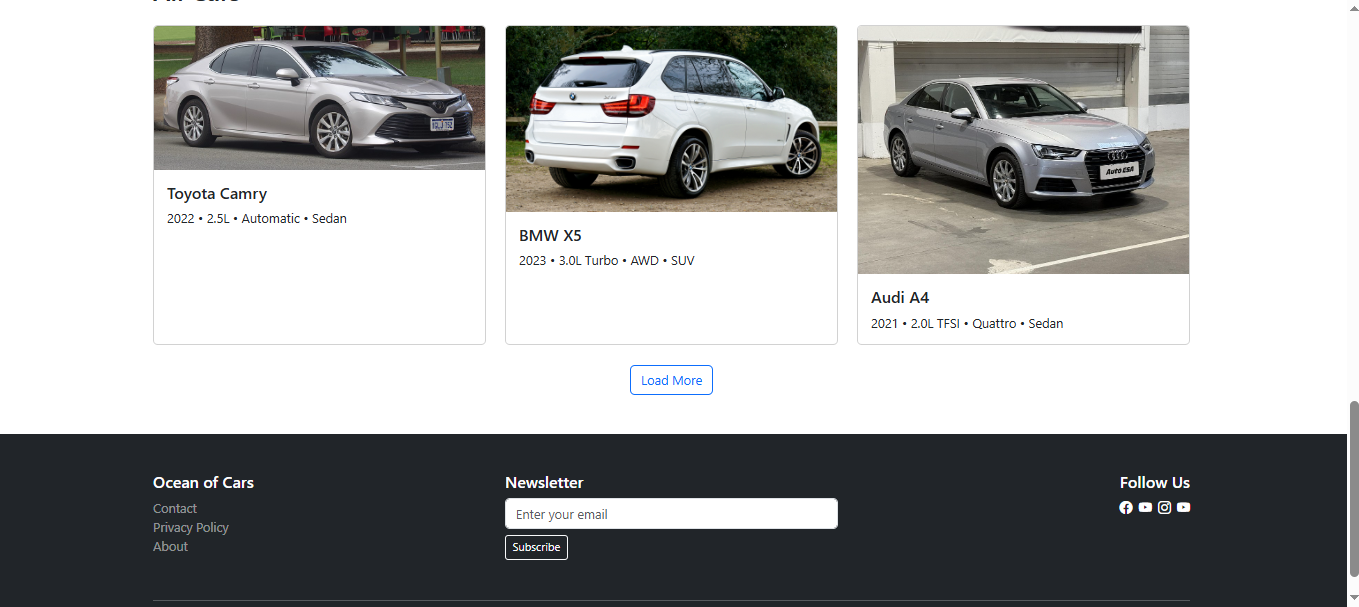 Toyota Camry
2022 • 2.5L • Automatic • Sedan
BMW X5
2023 • 3.0L Turbo • AWD • SUV
Auto ESA
Audi A4
2021 • 2.0L TFSI • Quattro • Sedan
Load More
Ocean of Cars
Contact
Privacy Policy
About
Newsletter
Enter your email
Subscribe
Follow Us